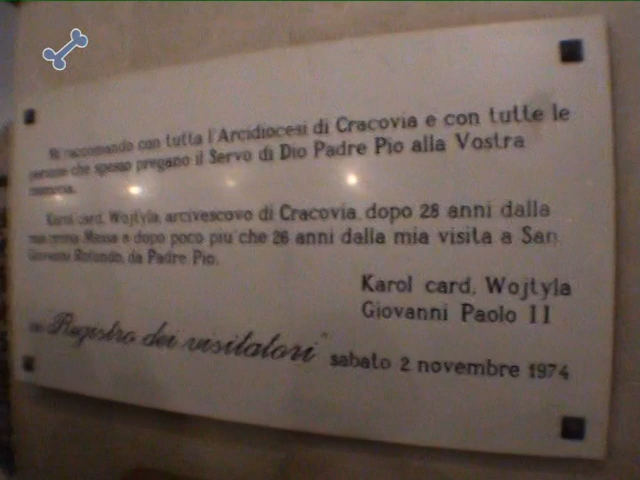 Mi raccomando con tutta l'Arcidiocesi di Cracovia e con tutte le
persone che spesso pregano il Servo di Dio Padre Pio alla Vostra
memoria.
Karol card. Wojtyla, arcivescovo di Cracovia, dopo 28 anni dalla
mia prima Messa e dopo poco più che 26 anni dalla mia visita a San
Giovanni Rotondo, da Padre Pio.
Karol card. Wojtyla
Giovanni Paolo II
Registro dei visitatori" sabato 2 novembre 1974